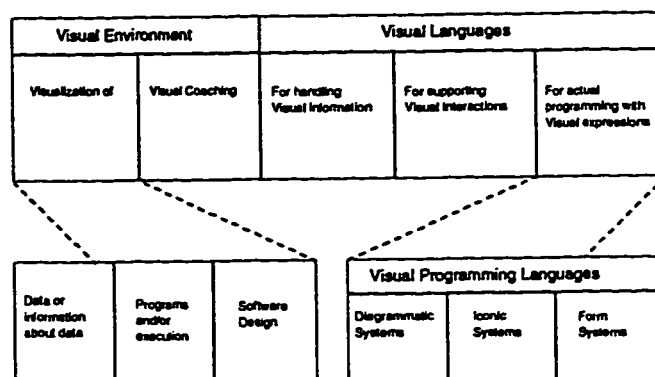 Visual Environment
Visual Languages
Visualization of
Visual Coaching
For handling
Visual Information
For supporting
Visual Interactions
For actual
programming with
Visual expressions
Data or
information
about data
Programs
and/or
execution
Software
Design
Visual Programming Languages
Diagrammatic
Systems
Iconic
Systems
Form
Systems